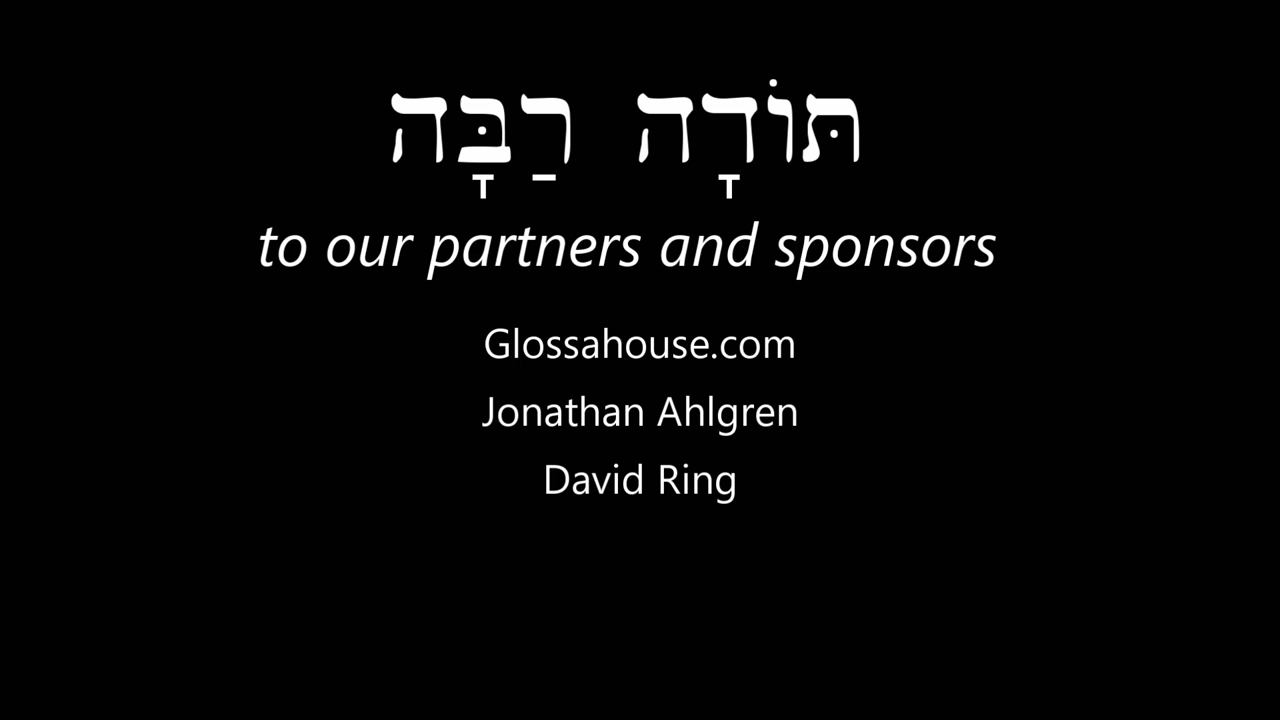 תּוֹדָה רַבָּה
to our partners and sponsors
Glossahouse.com
Jonathan Ahlgren
David Ring